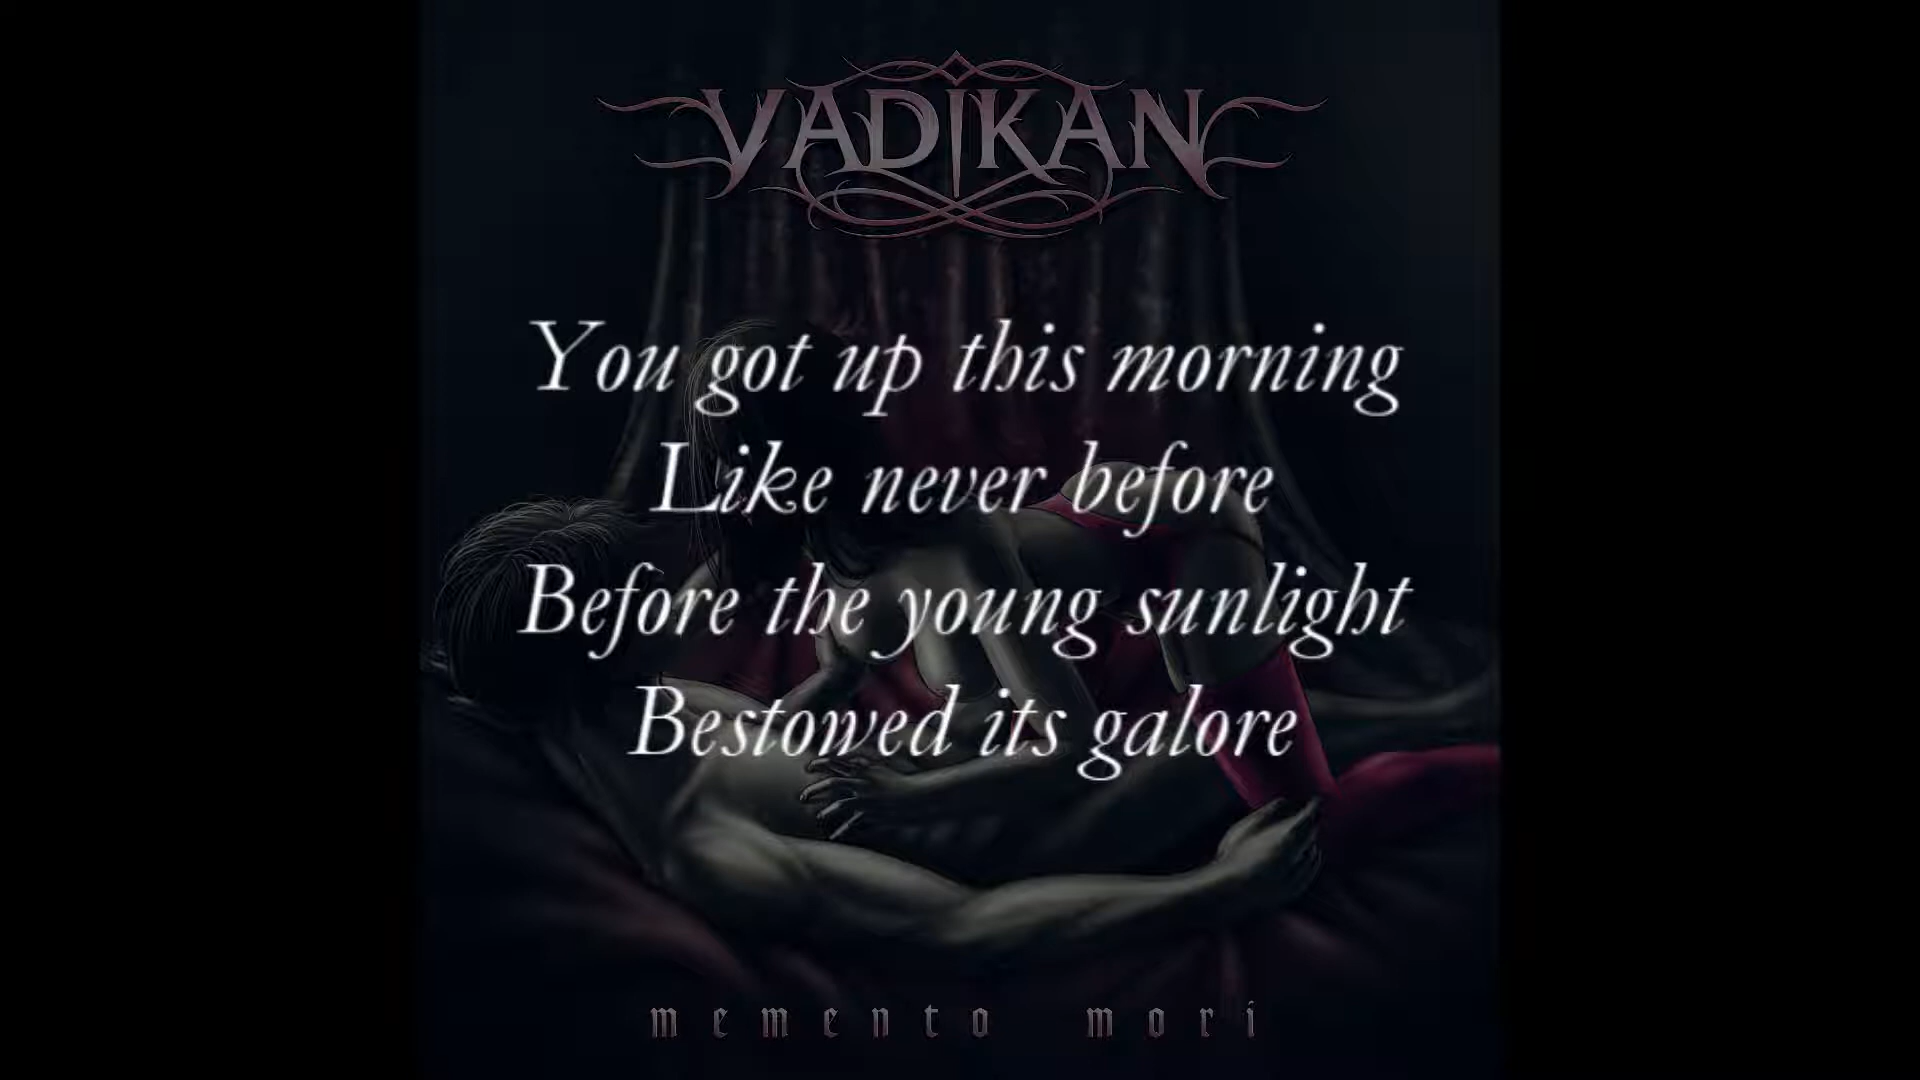 VADIKAN
You got up this morning
Like never before
Before the young sunlight
Bestowed its galore
memento mori